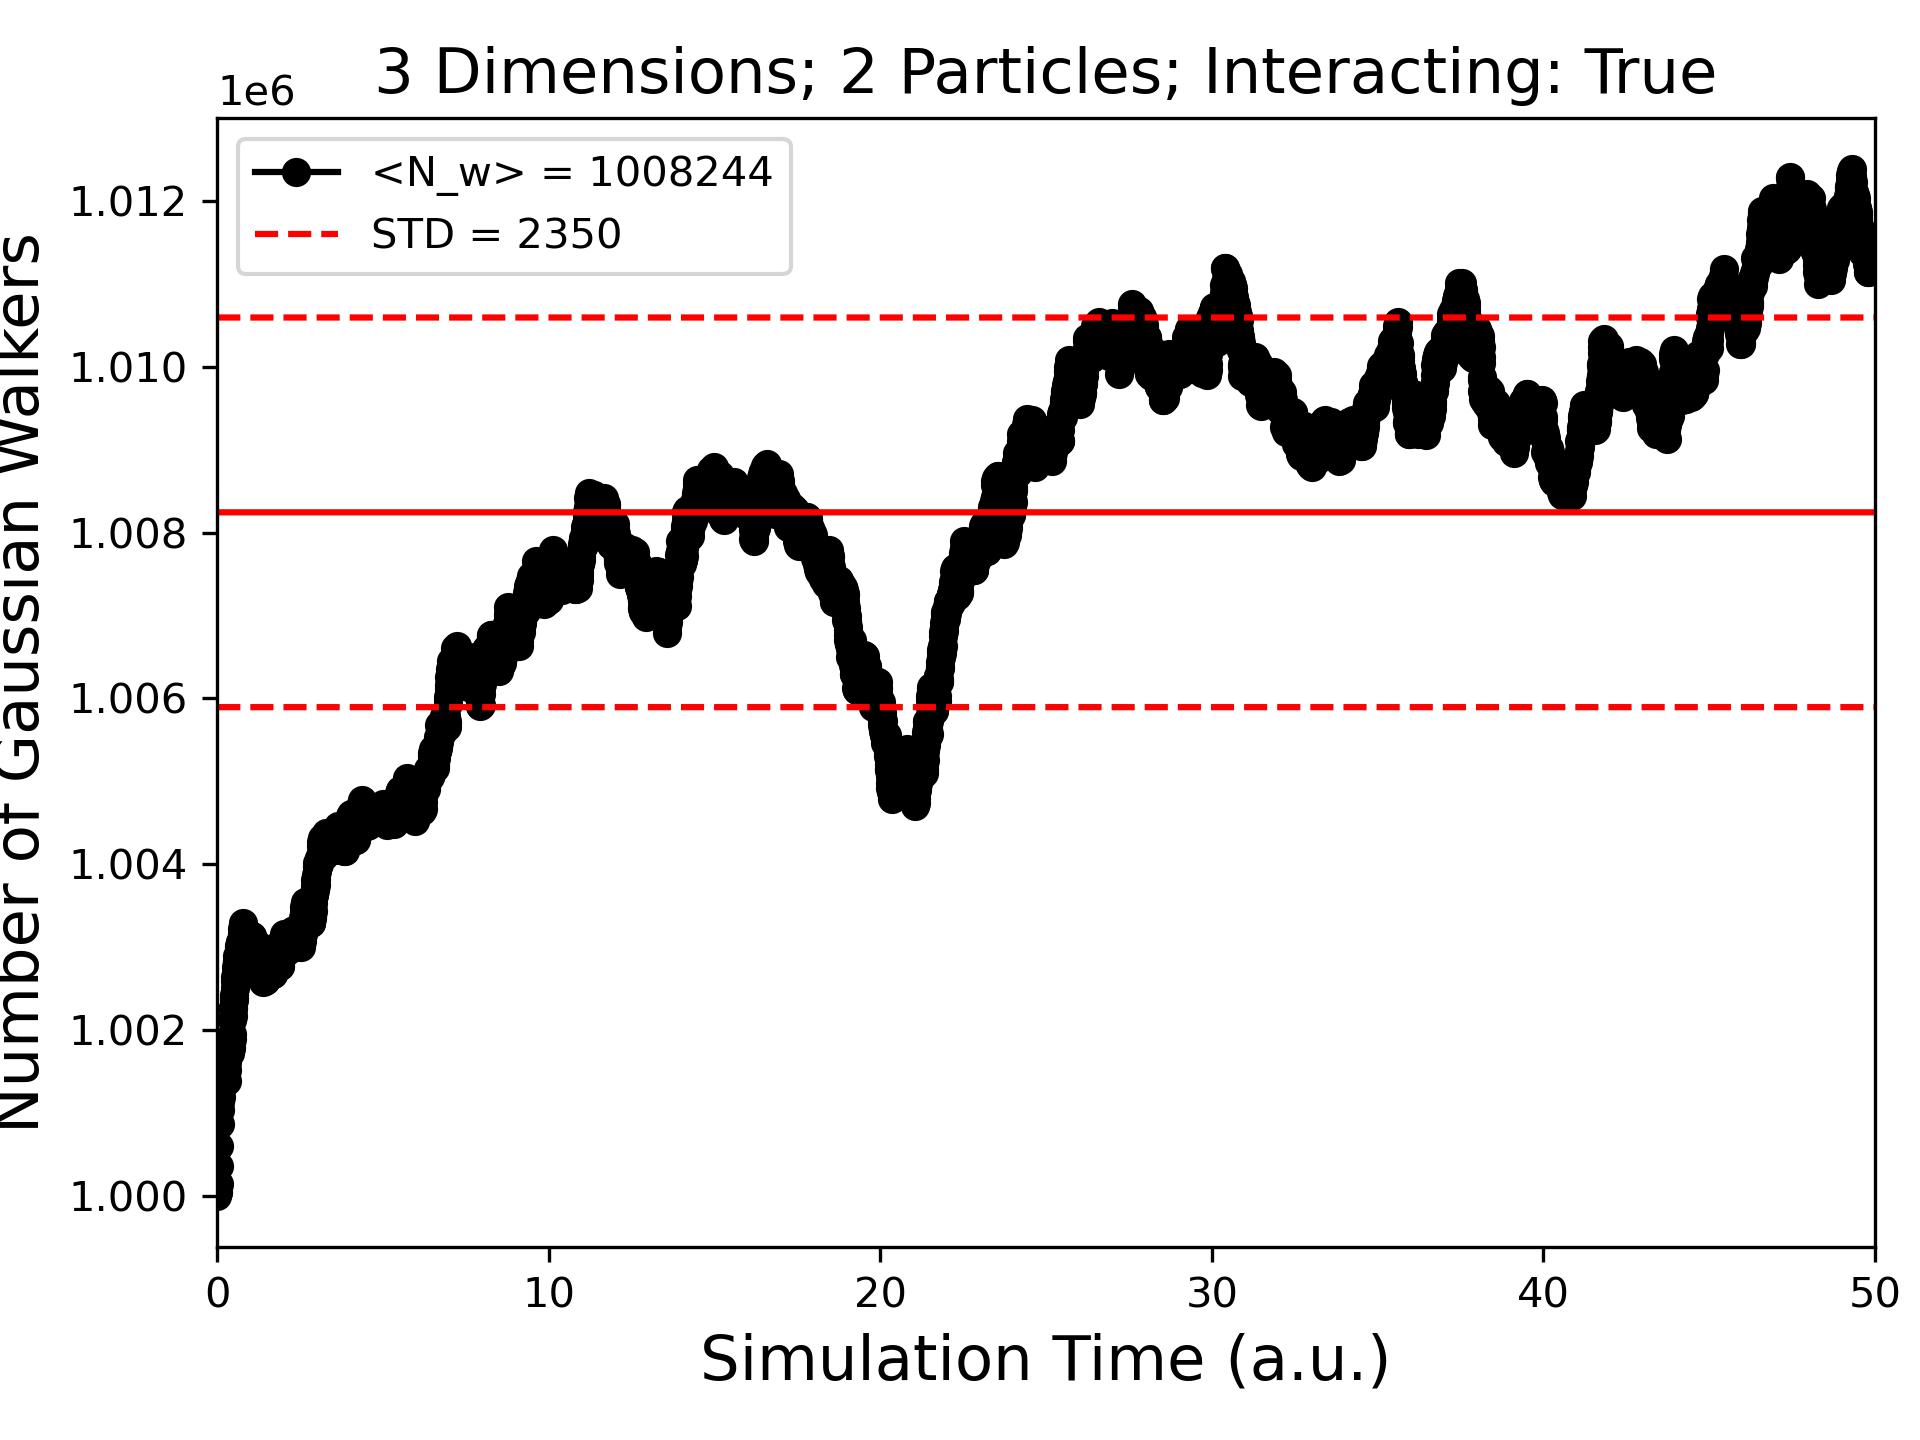 3 Dimensions; 2 Particles; Interacting: True
1e6
<N_w> = 1008244
STD = 2350
Number of Gaussian Walkers
1.012
1.010
1.008
1.006
1.004
1.002
1.000
0 10 20 30 40 50
Simulation Time (a.u.)